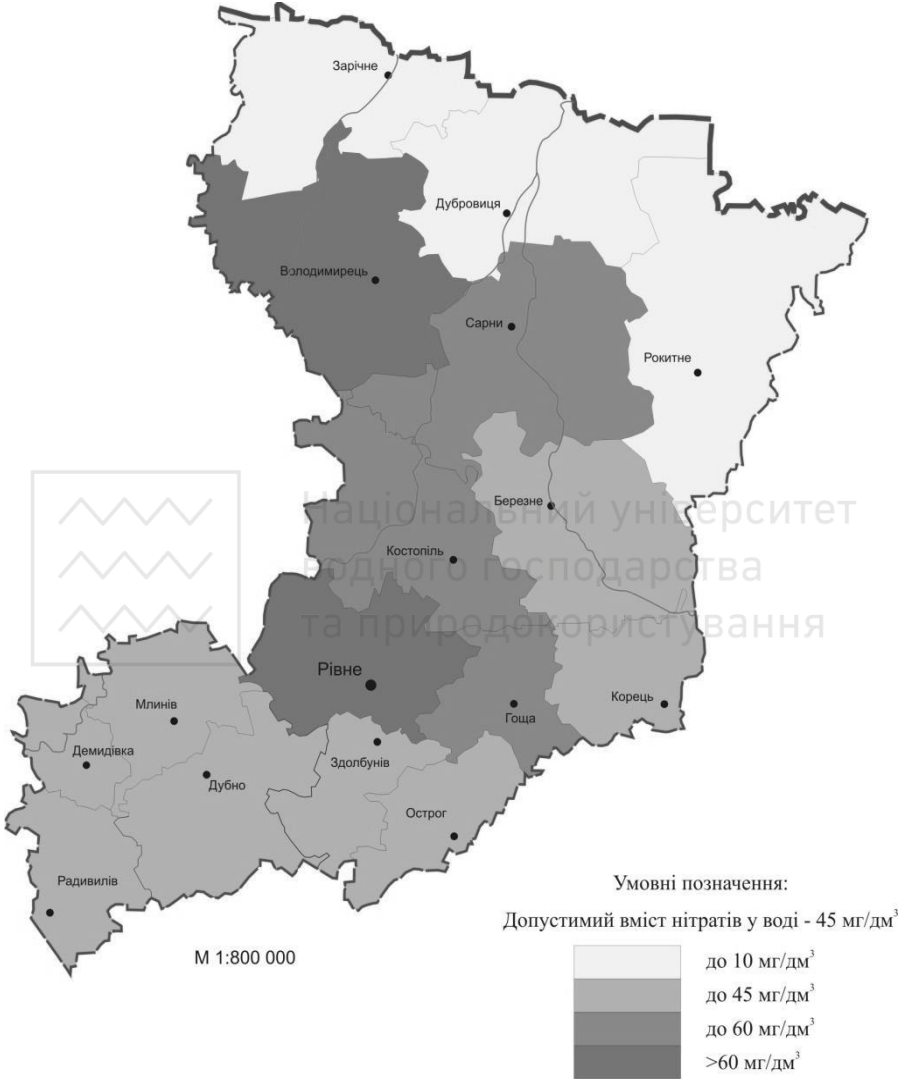 Зарічне
Дубровиця
Володимирець
Сарни
Рокитне
Березне
Національний університет
водного господарства
та природокористування
Костопіль
Рівне
Корець
Гоща
Млинів
Демидівка
Здолбунів
Дубно
Острог
Радивилів
М 1:800 000
Умовні позначення:
Допустимий вміст нітратів у воді - 45 мг/дм³
до 10 мг/дм³
до 45 мг/дм³
до 60 мг/дм³
>60 мг/дм³